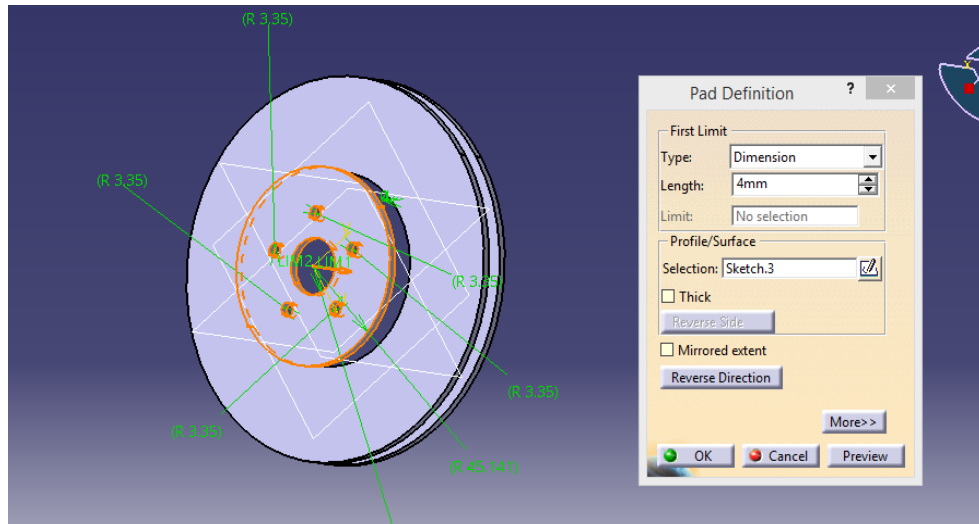 (R 3.35)
(R 3.35)
LIM2
LIM1
(R 3.35)
(R 3.35)
(R 3.35)
Pad Definition ? ×
First Limit
Type: Dimension
Length: 4mm
Limit: No selection
Profile/Surface
Selection: Sketch.3
Thick
Reverse Side
Mirrored extent
Reverse Direction
More>>
OK Cancel Preview